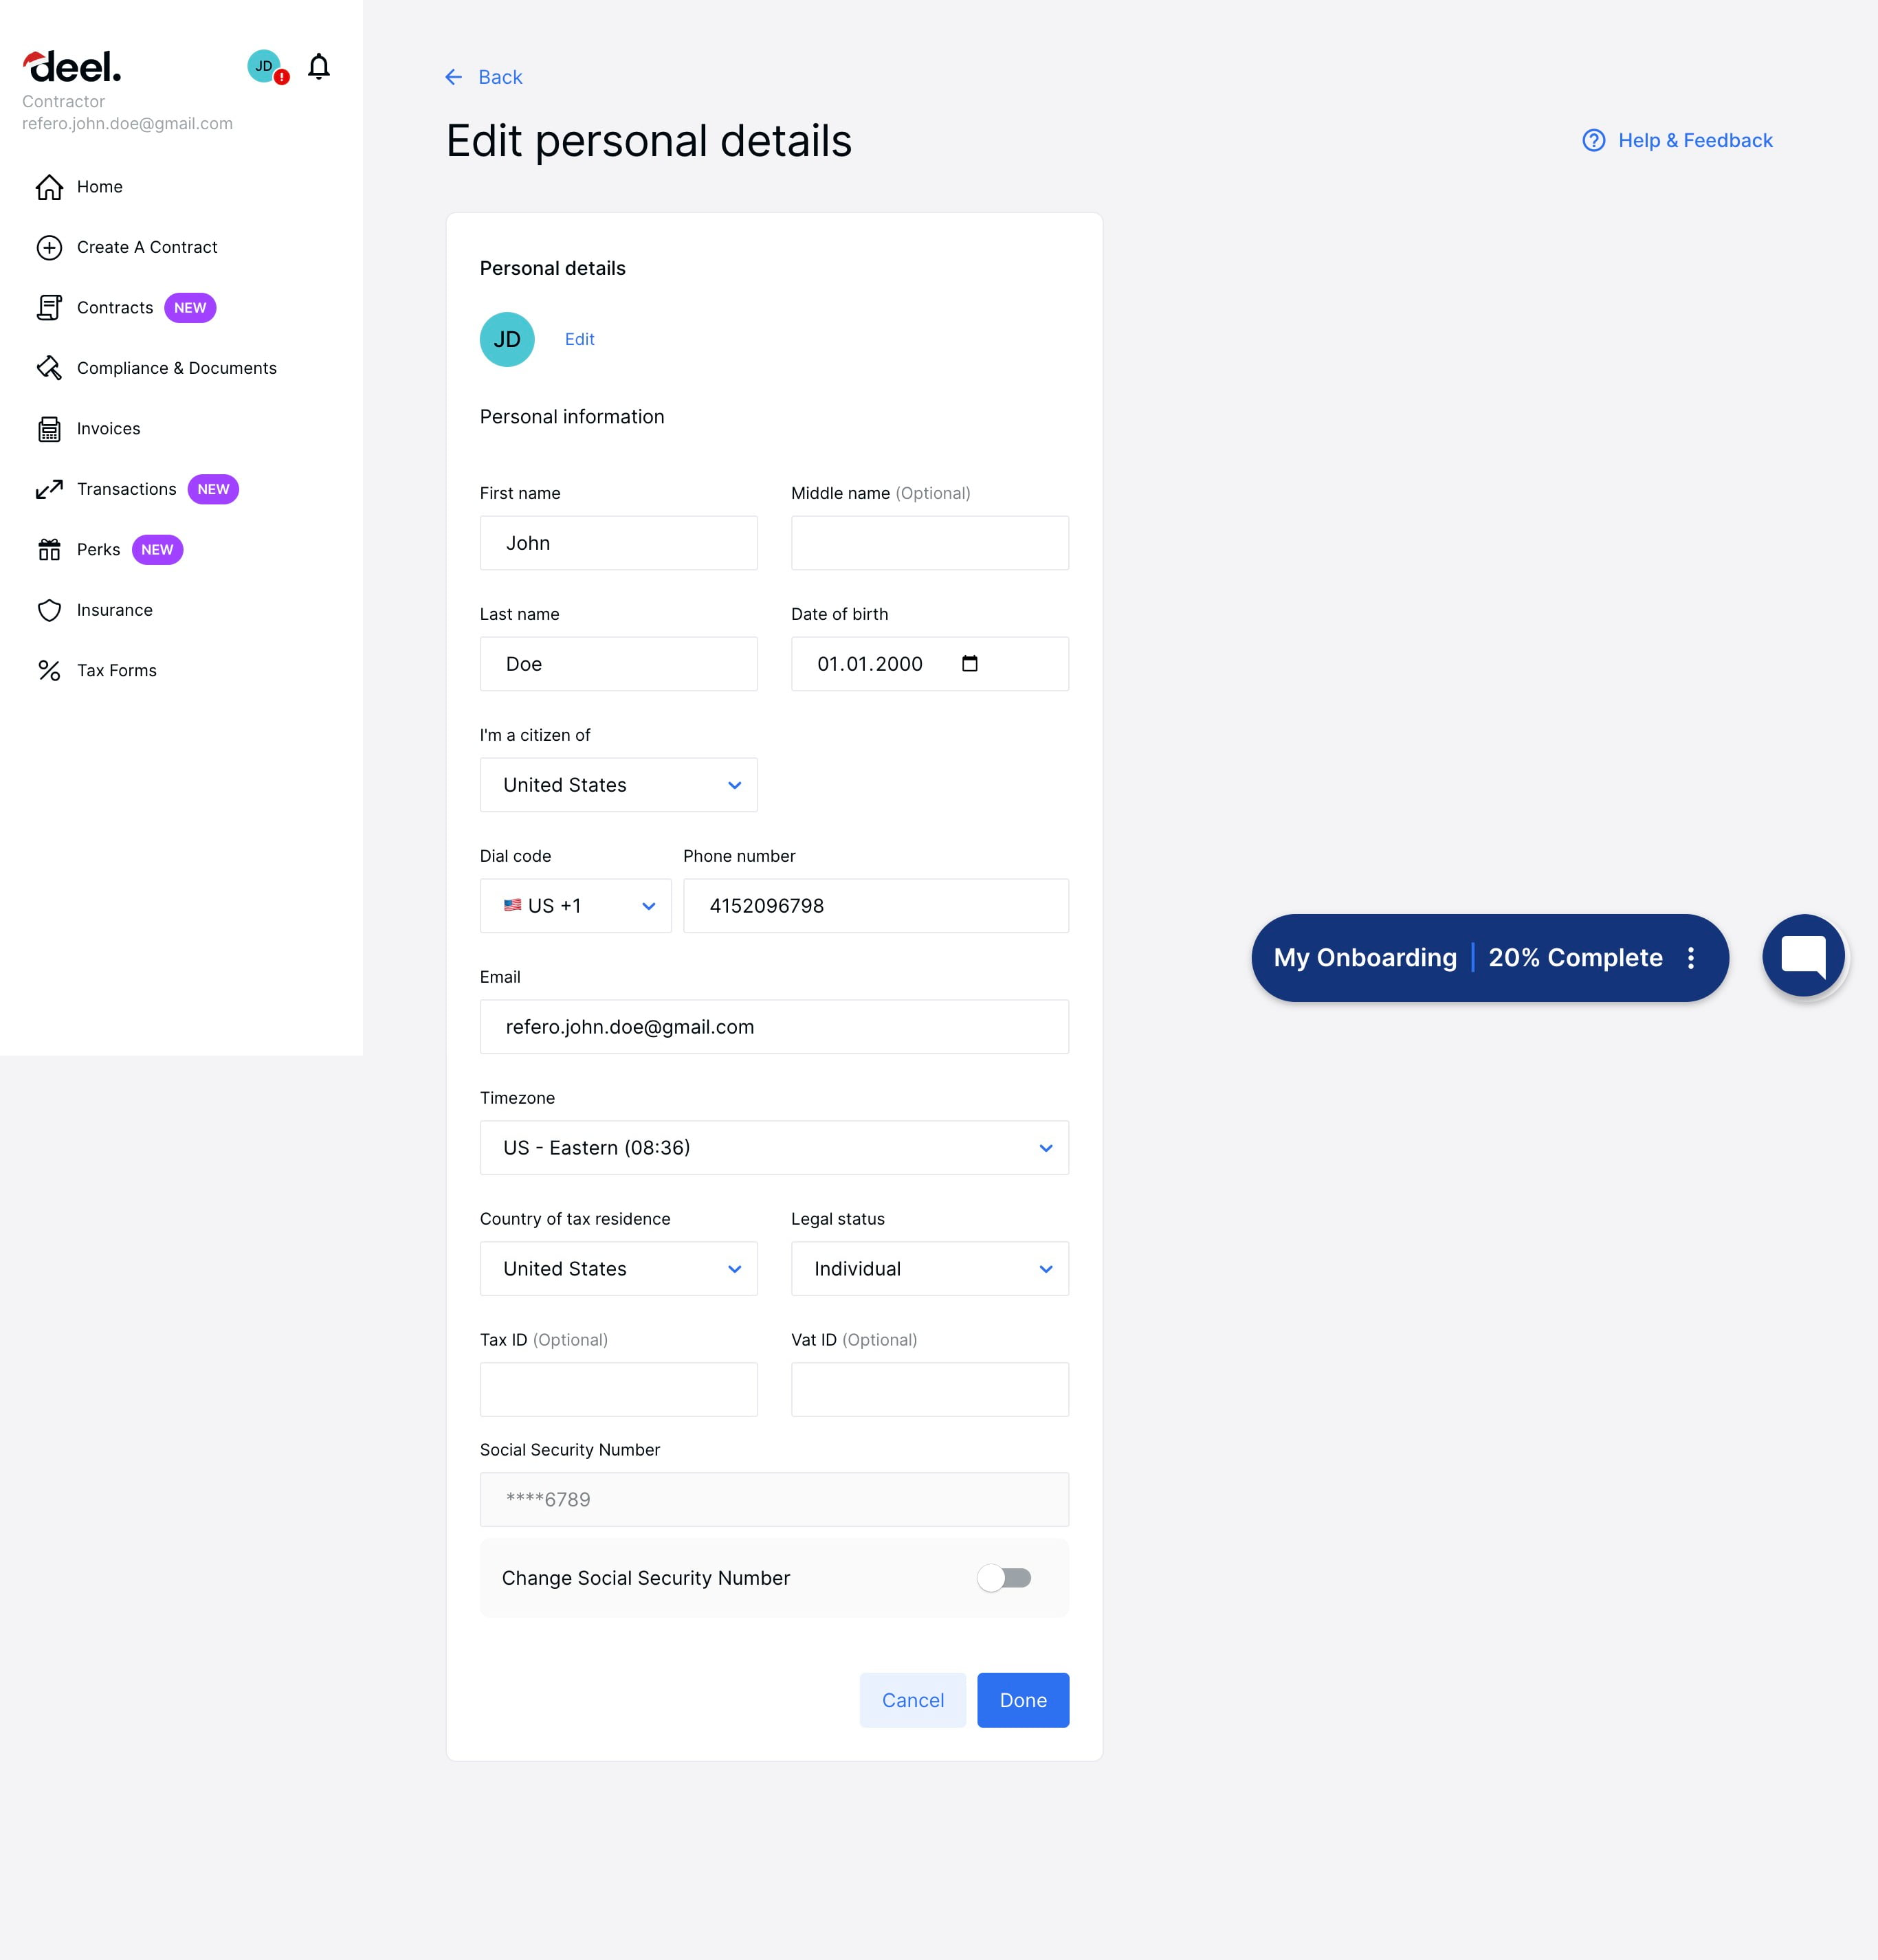 deel.
JD
Contractor
refero.john.doe@gmail.com
Home
Create A Contract
Contracts NEW
Compliance & Documents
Invoices
Transactions NEW
Perks NEW
Insurance
Tax Forms
Back
Edit personal details
Help & Feedback
Personal details
JD Edit
Personal information
First name Middle name (Optional)
John
Last name Date of birth
Doe 01.01.2000
I'm a citizen of
United States
Dial code Phone number
US +1 4152096798
Email
refero.john.doe@gmail.com
Timezone
US - Eastern (08:36)
Country of tax residence Legal status
United States Individual
Tax ID (Optional) Vat ID (Optional)
Social Security Number
****6789
Change Social Security Number
Cancel Done
My Onboarding | 20% Complete